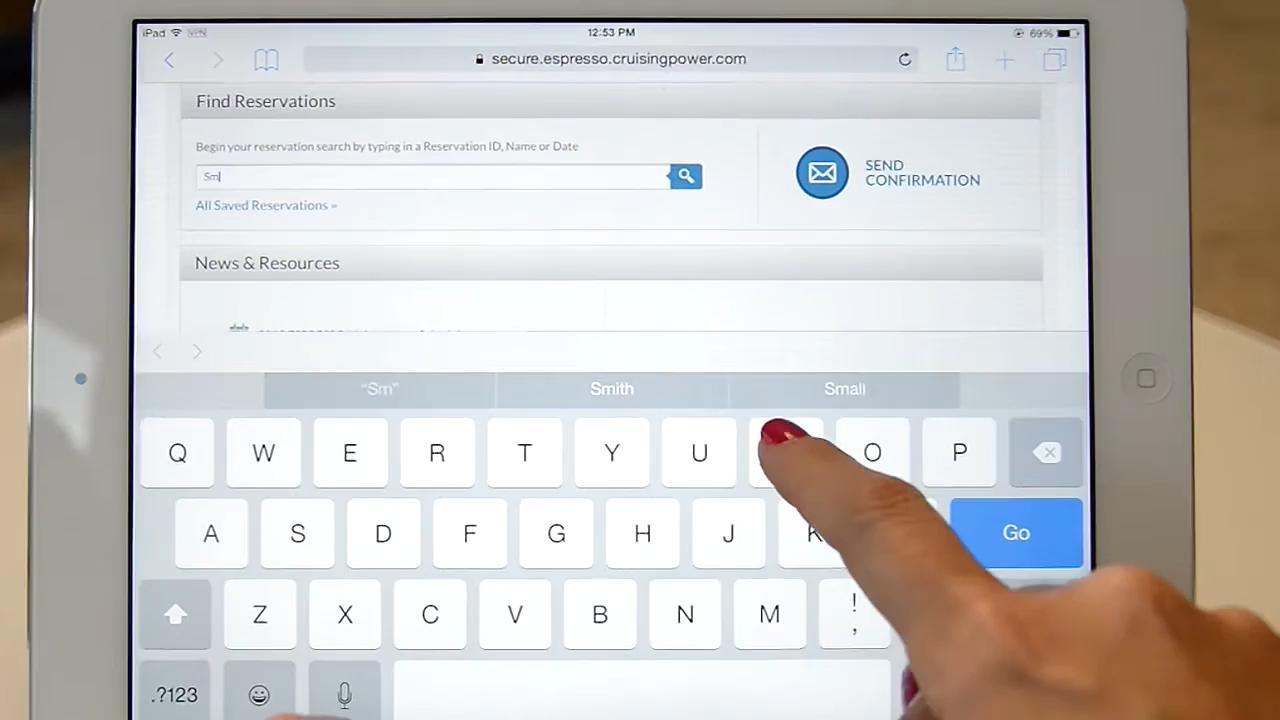 iPad VPN 12:53 PM 69%
secure.espresso.cruisingpower.com
Find Reservations
Begin your reservation search by typing in a Reservation ID, Name or Date
Sm
All Saved Reservations »
SEND
CONFIRMATION
News & Resources
"Sm" Smith Small
Q W E R T Y U O P
A S D F G H J K Go
Z X C V B N M ! ,
.?123